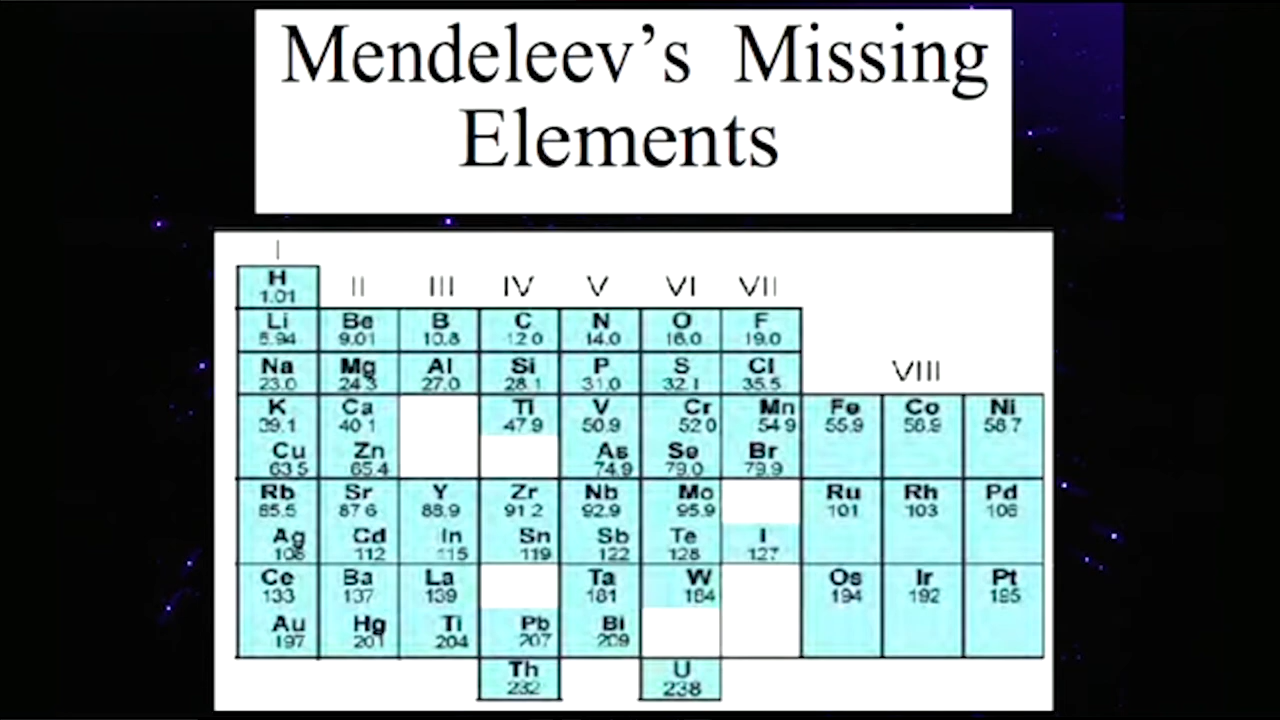 Mendeleev's Missing
Elements
I
H II III IV V VI VII
1.01
Li Be B C N O F
6.94 9.01 10.8 12.0 14.0 16.0 19.0
Na Mg Al Si P S Cl VIII
23.0 24.3 27.0 28.1 31.0 32.1 35.5
K Ca Ti V Cr Mn Fe Co Ni
39.1 40.1 47.9 50.9 52.0 54.9 55.9 58.9 58.7
Cu Zn As Se Br
63.5 65.4 74.9 79.0 79.9
Rb Sr Y Zr Nb Mo Ru Rh Pd
85.5 87.6 88.9 91.2 92.9 95.9 101 103 106
Ag Cd In Sn Sb Te I
108 112 115 119 122 128 127
Ce Ba La Ta W Os Ir Pt
133 137 139 181 184 194 192 195
Au Hg Ti Pb Bi
197 201 204 207 209
Th U
232 238